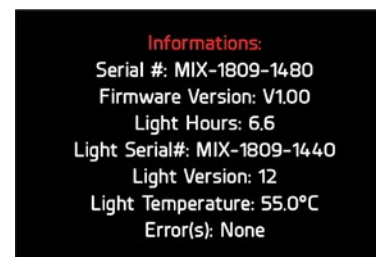 Informations:
Serial #: MIX-1809-1480
Firmware Version: V1.00
Light Hours: 6.6
Light Serial#: MIX-1809-1440
Light Version: 12
Light Temperature: 55.0°C
Error(s): None